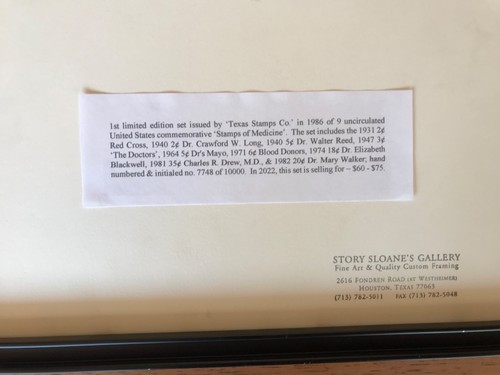 1st limited edition set issued by 'Texas Stamps Co.' in 1986 of 9 uncirculated
United States commemorative 'Stamps of Medicine'. The set includes the 1931 2¢
Red Cross, 1940 2¢ Dr. Crawford W. Long, 1940 5¢ Dr. Walter Reed, 1947 3¢
'The Doctors', 1964 5¢ Dr's Mayo, 1971 6¢ Blood Donors, 1974 18¢ Dr. Elizabeth
Blackwell, 1981 35¢ Charles R. Drew, M.D., & 1982 20¢ Dr. Mary Walker; hand
numbered & initialed no. 7748 of 10000. In 2022, this set is selling for ~ $60 - $75.
STORY SLOANE'S GALLERY
Fine Art & Quality Custom Framing
2616 FONDREN ROAD (AT WESTHEIMER)
HOUSTON, TEXAS 77063
(713) 782-5011 FAX (713) 782-5048